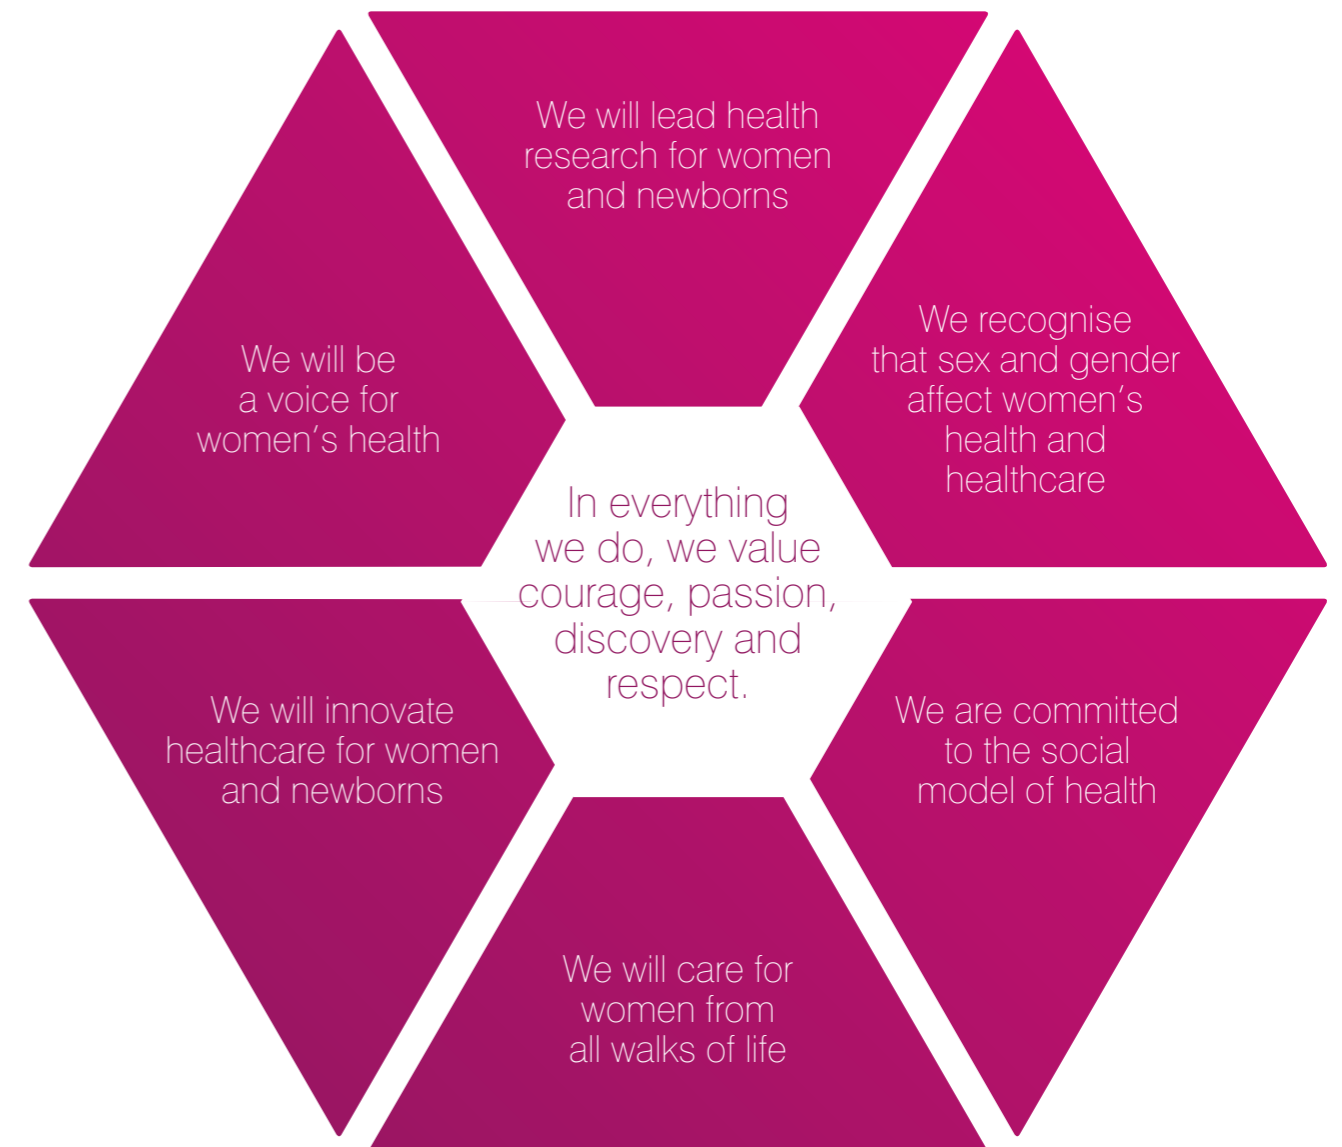 We will lead health
research for women
and newborns
We recognise
that sex and gender
affect women’s
health and
healthcare
We are committed
to the social
model of health
We will care for
women from
all walks of life
We will innovate
healthcare for women
and newborns
We will be
a voice for
women’s health
In everything
we do, we value
courage, passion,
discovery and
respect.